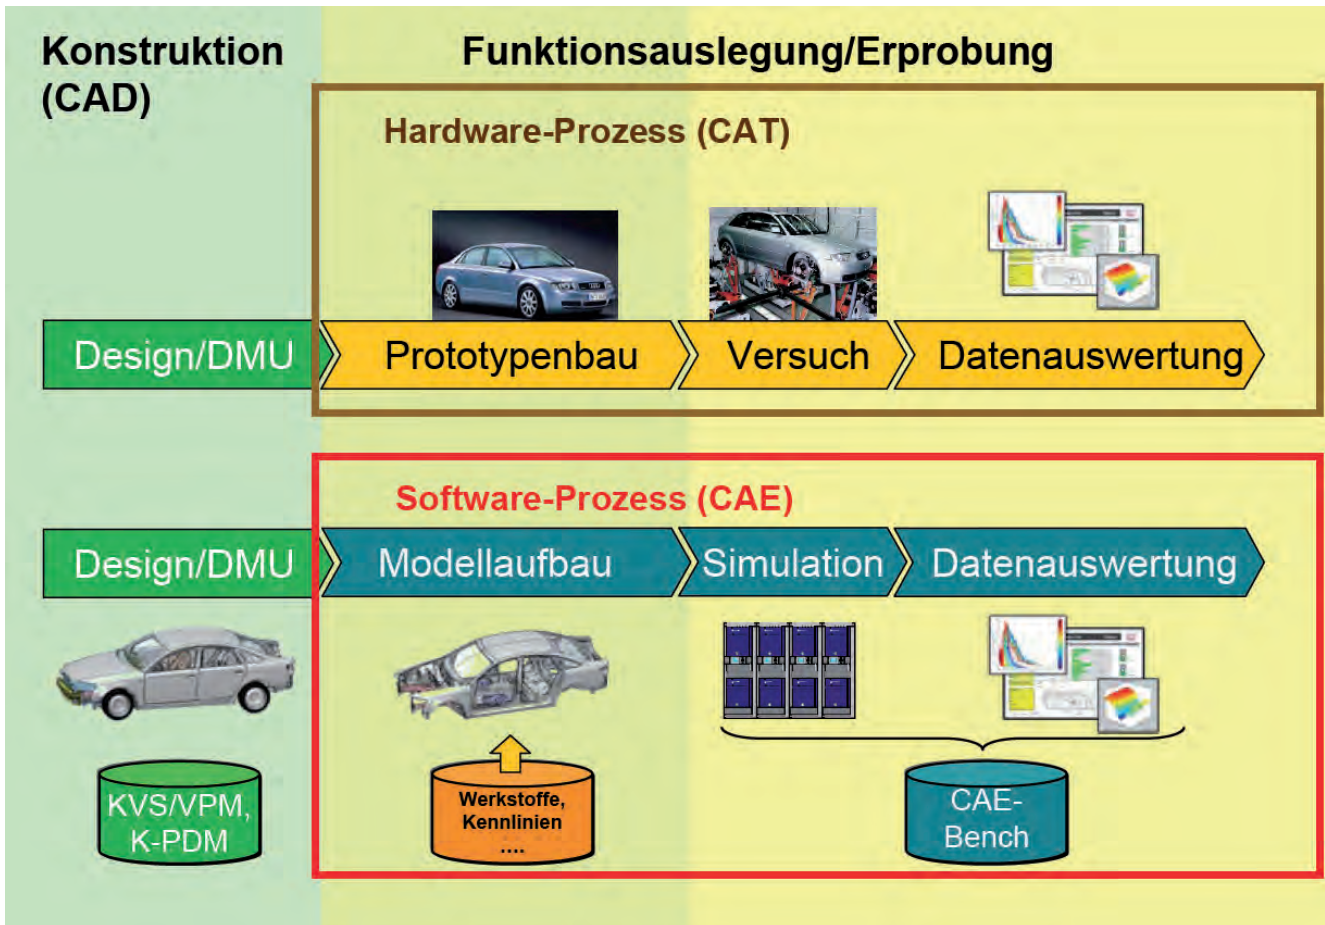 Konstruktion
(CAD)
Funktionsauslegung/Erprobung
Hardware-Prozess (CAT)
Design/DMU
Prototypenbau
Versuch
Datenauswertung
Software-Prozess (CAE)
Design/DMU
Modellaufbau
Simulation
Datenauswertung
KVS/VPM,
K-PDM
Werkstoffe,
Kennlinien
....
CAE-
Bench